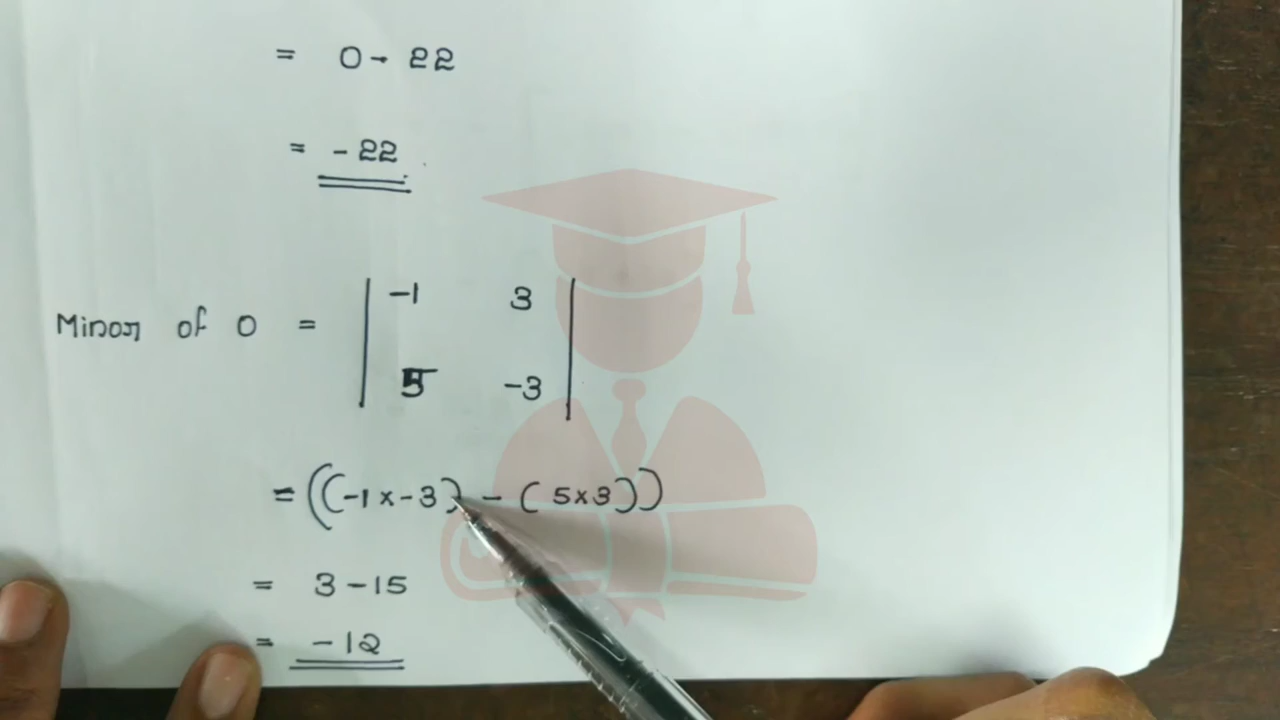 = 0 - 22
= - 22
Minor of 0 = | -1 3 |
| 5 -3 |
= ((-1 x -3) - (5x3))
= 3 - 15
= - 12